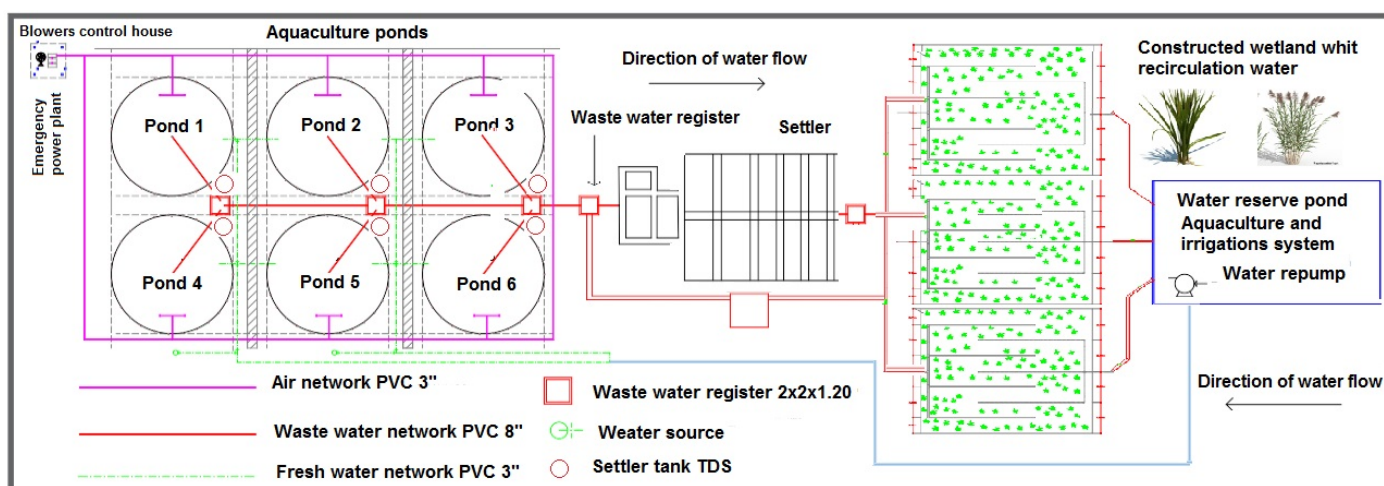 Blowers control house
Aquaculture ponds
Emergency
power plant
Pond 1
Pond 2
Pond 3
Pond 4
Pond 5
Pond 6
Direction of water flow
Waste water register
Settler
Constructed wetland whit
recirculation water
Water reserve pond
Aquaculture and
irrigations system
Water repump
Direction of water flow
Air network PVC 3"
Waste water network PVC 8"
Fresh water network PVC 3"
Waste water register 2x2x1.20
Weater source
Settler tank TDS